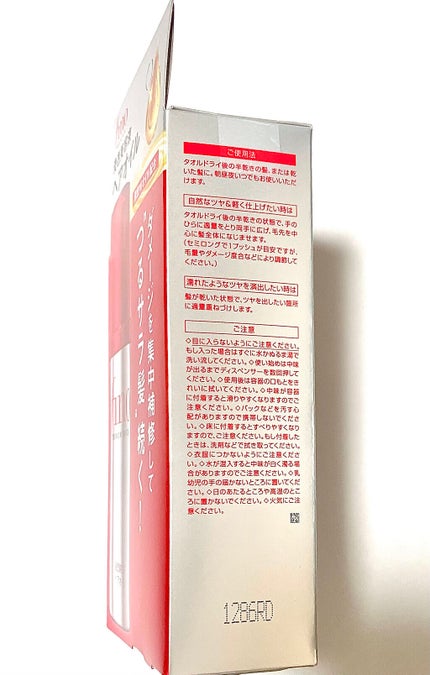 ヘアオイル
ダメージを集中補修して
つるサラ髪続く!
ご使用法
タオルドライ後の半乾きの髪、または乾
いた髪に。朝昼夜いつでもお使いいただ
けます。
自然なツヤ&軽く仕上げたい時は
タオルドライ後の半乾きの状態で、手の
ひらに適量をとり両手に広げ、毛先を中
心に髪全体になじませます。
(セミロングで1プッシュが目安ですが、
毛量やダメージ度合などにより調節して
ください。)
濡れたようなツヤを演出したい時は
髪が乾いた状態で、ツヤを出したい箇所
に適量重ねづけします。
ご注意
◇目に入らないようにご注意ください。
もし入った場合はすぐに水かぬるま湯で
洗い流してください。◇使い始めは中味
が出るまでディスペンサーを数回押して
ください。◇使用後は容器の口もとをき
れいに拭いてください。◇中味が容器
に付着すると滑りやすくなりますのでご
注意ください。◇バックなどを汚す心
配がありますので携帯しないでくださ
い。◇床に付着するとすべりやすくなり
ますので、ご注意ください。もし付着した
ときは、洗剤などで拭き取ってください。
◇衣服につかないようにご注意くださ
い。◇水が混入すると中味が白く濁る場
合がありますのでご注意ください。◇乳
幼児の手の届かないところに置いてくだ
さい。◇日のあたるところや高温のとこ
ろに置かないでください。◇火気にご注
意ください。
1286RD